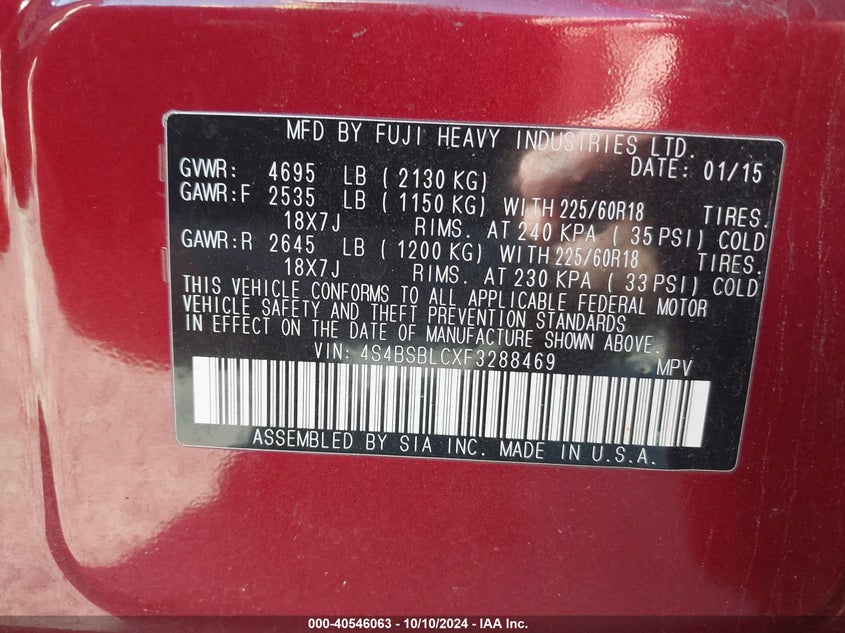 MFD BY FUJI HEAVY INDUSTRIES LTD.
GVWR: 4695 LB ( 2130 KG) DATE: 01/15
GAWR:F 2535 LB ( 1150 KG) WITH 225/60R18 TIRES.
18X7J RIMS. AT 240 KPA ( 35 PSI) COLD
GAWR:R 2645 LB ( 1200 KG) WITH 225/60R18 TIRES.
18X7J RIMS. AT 230 KPA ( 33 PSI) COLD
THIS VEHICLE CONFORMS TO ALL APPLICABLE FEDERAL MOTOR
VEHICLE SAFETY AND THEFT PREVENTION STANDARDS
IN EFFECT ON THE DATE OF MANUFACTURE SHOWN ABOVE.
VIN: 4S4BSBLCXF3288469 MPV
ASSEMBLED BY SIA INC. MADE IN U.S.A.
000-40546063 - 10/10/2024 - IAA Inc.